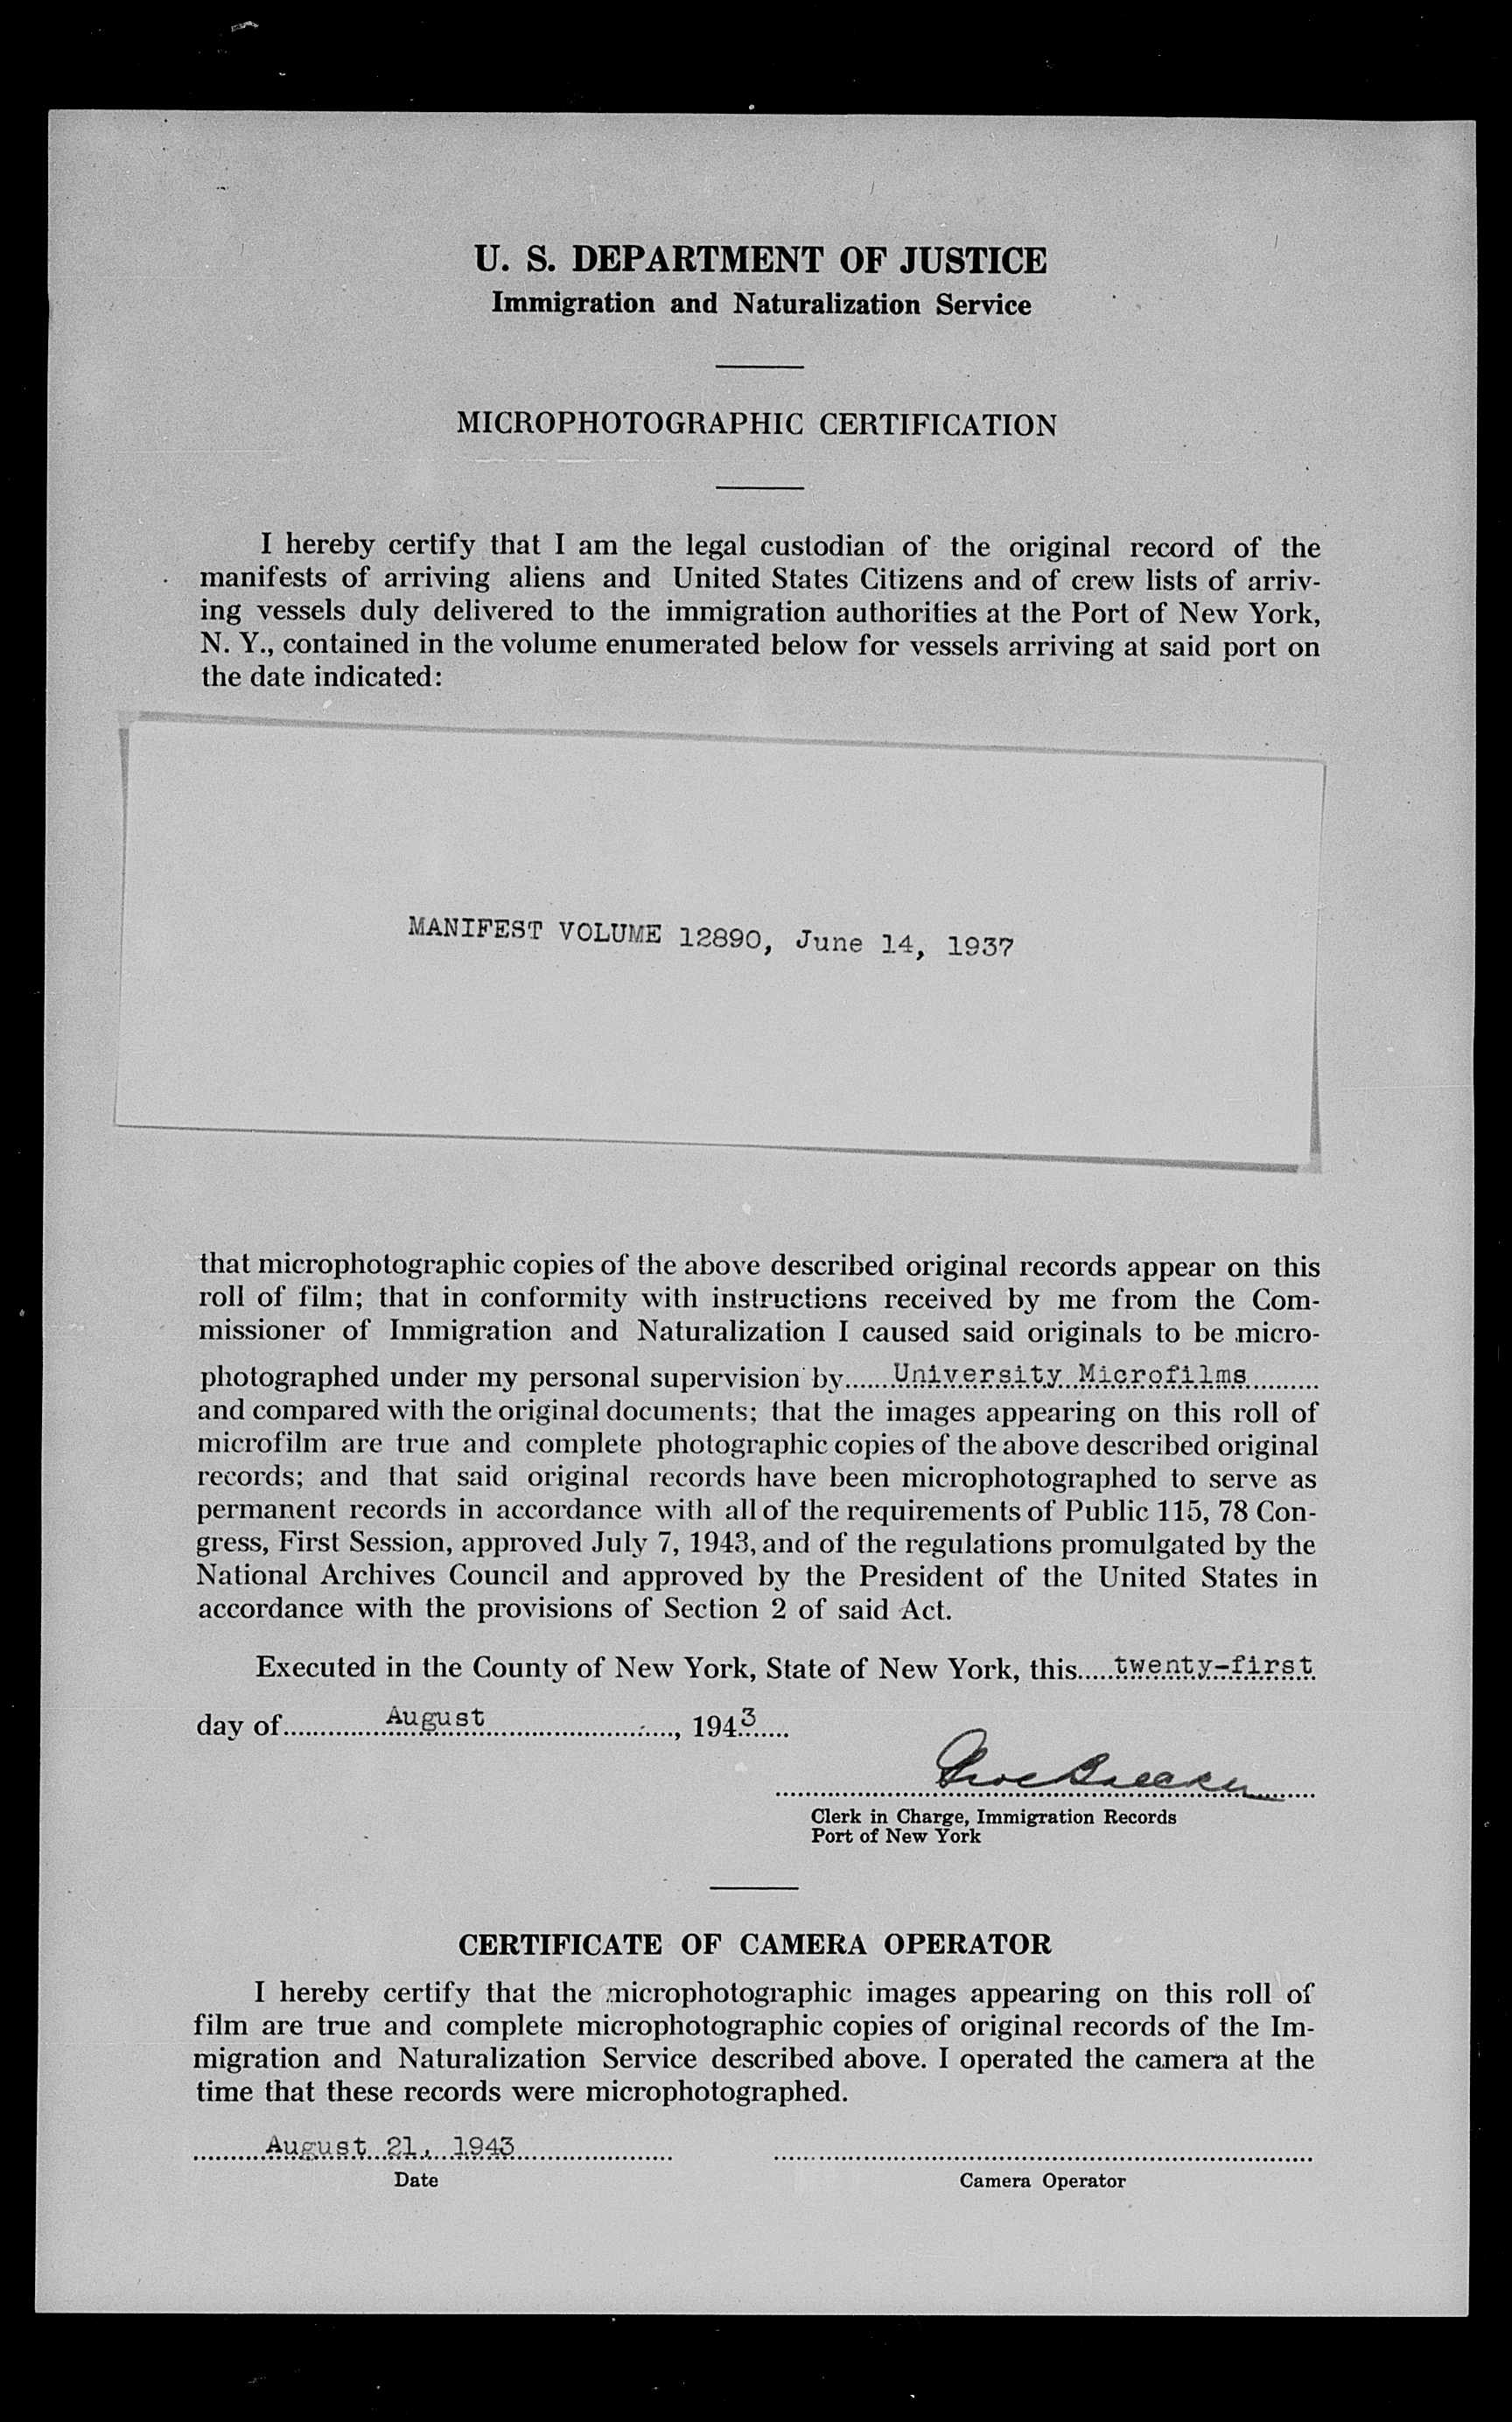 U. S. DEPARTMENT OF JUSTICE
Immigration and Naturalization Service
MICROPHOTOGRAPHIC CERTIFICATION
I hereby certify that I am the legal custodian of the original record of the
manifests of arriving aliens and United States Citizens and of crew lists of arriv-
ing vessels duly delivered to the immigration authorities at the Port of New York,
N. Y., contained in the volume enumerated below for vessels arriving at said port on
the date indicated:
MANIFEST VOLUME 12890, June 14, 1937
that microphotographic copies of the above described original records appear on this
roll of film; that in conformity with instructions received by me from the Com-
missioner of Immigration and Naturalization I caused said originals to be micro-
photographed under my personal supervision by University Microfilms
and compared with the original documents; that the images appearing on this roll of
microfilm are true and complete photographic copies of the above described original
records; and that said original records have been microphotographed to serve as
permanent records in accordance with all of the requirements of Public 115, 78 Con-
gress, First Session, approved July 7, 1943, and of the regulations promulgated by the
National Archives Council and approved by the President of the United States in
accordance with the provisions of Section 2 of said Act.
Executed in the County of New York, State of New York, this twenty-first
day of August, 1943
Clerk in Charge, Immigration Records
Port of New York
CERTIFICATE OF CAMERA OPERATOR
I hereby certify that the microphotographic images appearing on this roll of
film are true and complete microphotographic copies of original records of the Im-
migration and Naturalization Service described above. I operated the camera at the
time that these records were microphotographed.
August 21, 1943
Date
Camera Operator